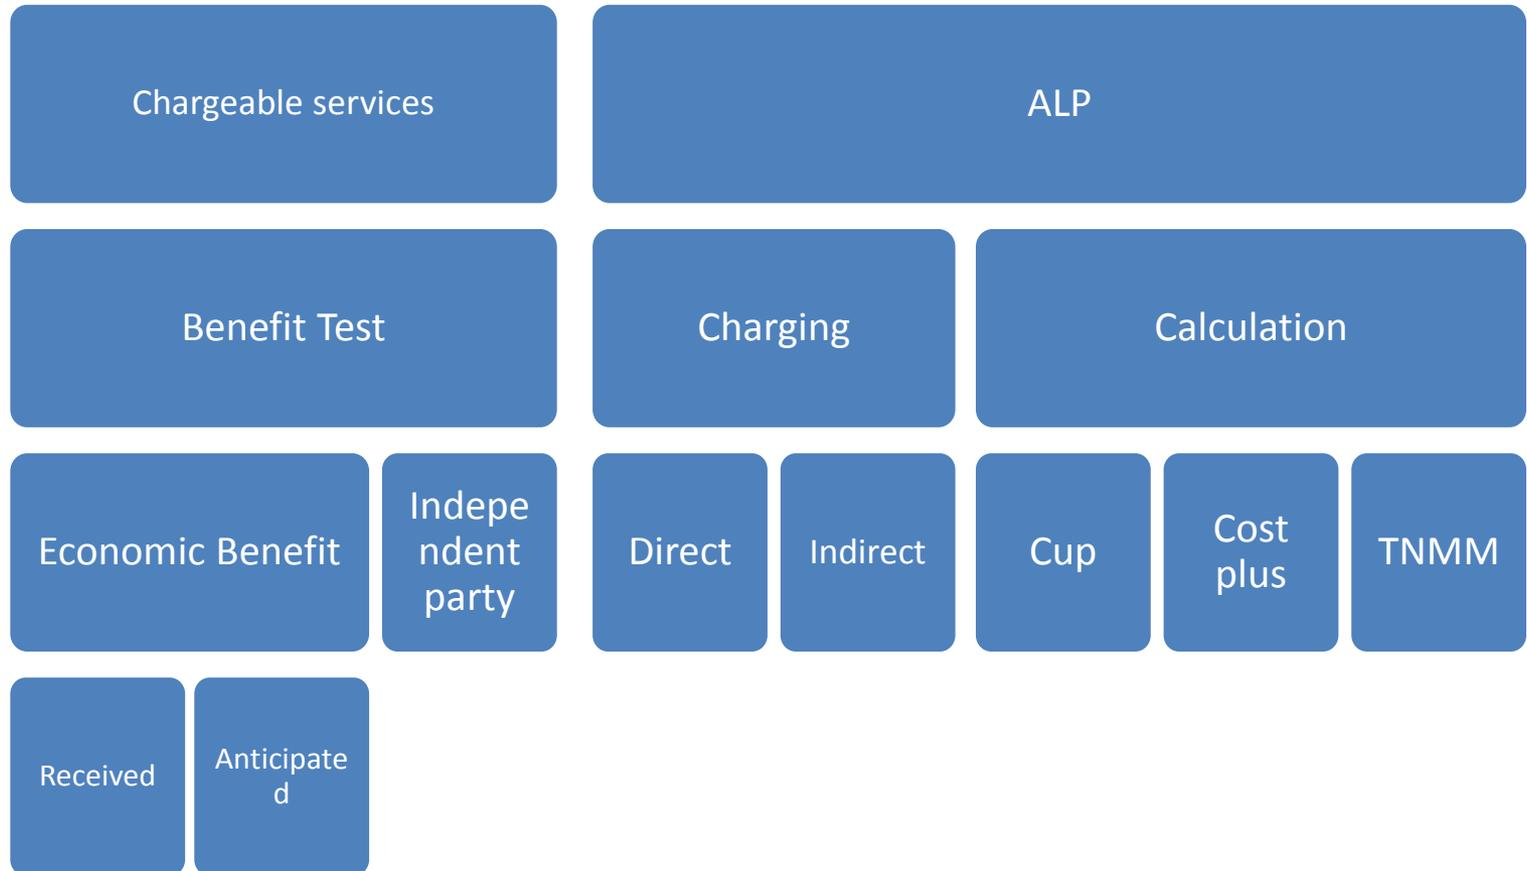 Chargeable services
ALP
Benefit Test
Charging
Calculation
Economic Benefit
Indepe
ndent
party
Direct
Indirect
Cup
Cost
plus
TNMM
Received
Anticipate
d